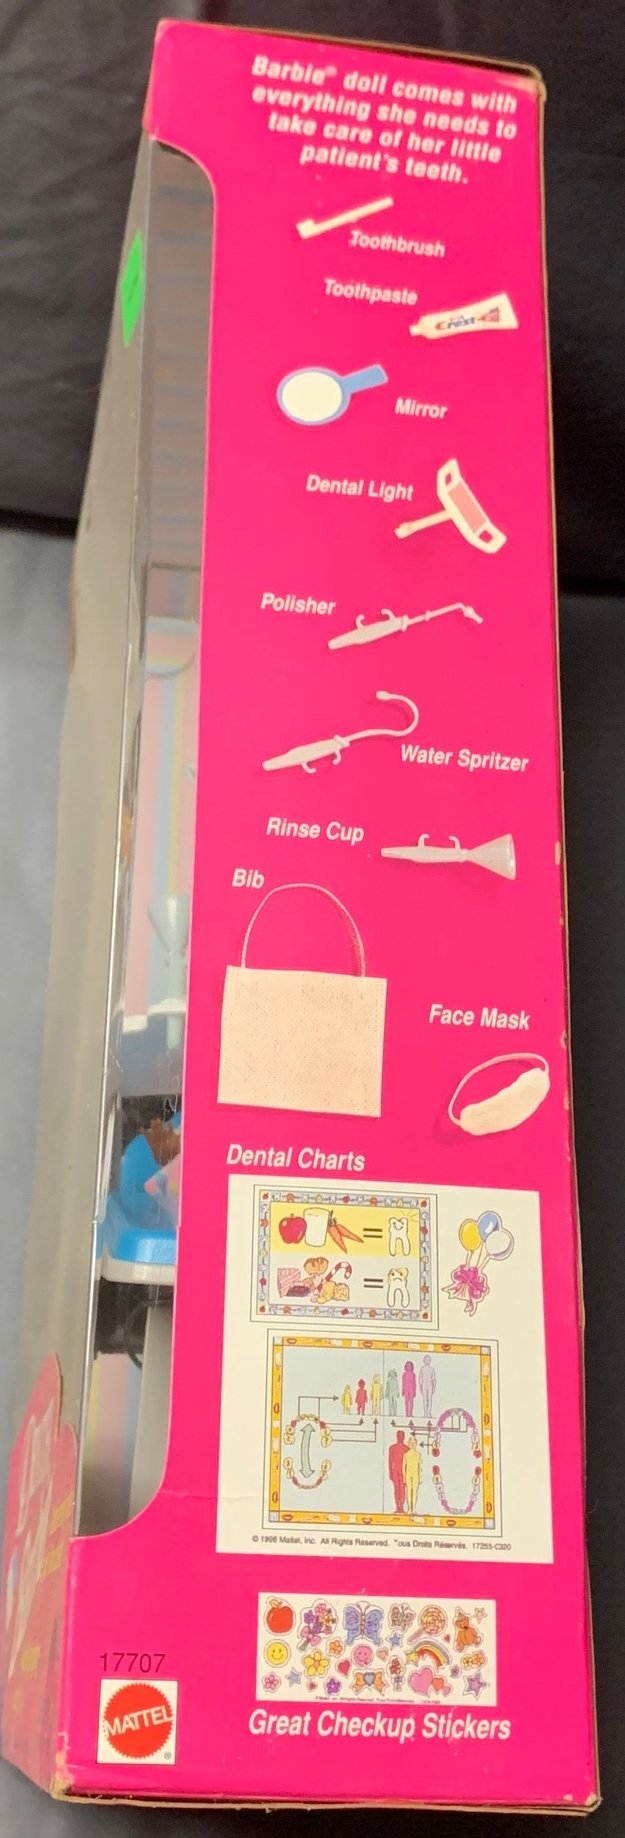 Barbie® doll comes with
everything she needs to
take care of her little
patient's teeth.
Toothbrush
Toothpaste
Crest
Mirror
Dental Light
Polisher
Water Spritzer
Rinse Cup
Bib
Face Mask
Dental Charts
=
=
© 1996 Mattel, Inc. All Rights Reserved. Tous Droits Réservés. 17255-C320
Great Checkup Stickers
17707
MATTEL
®